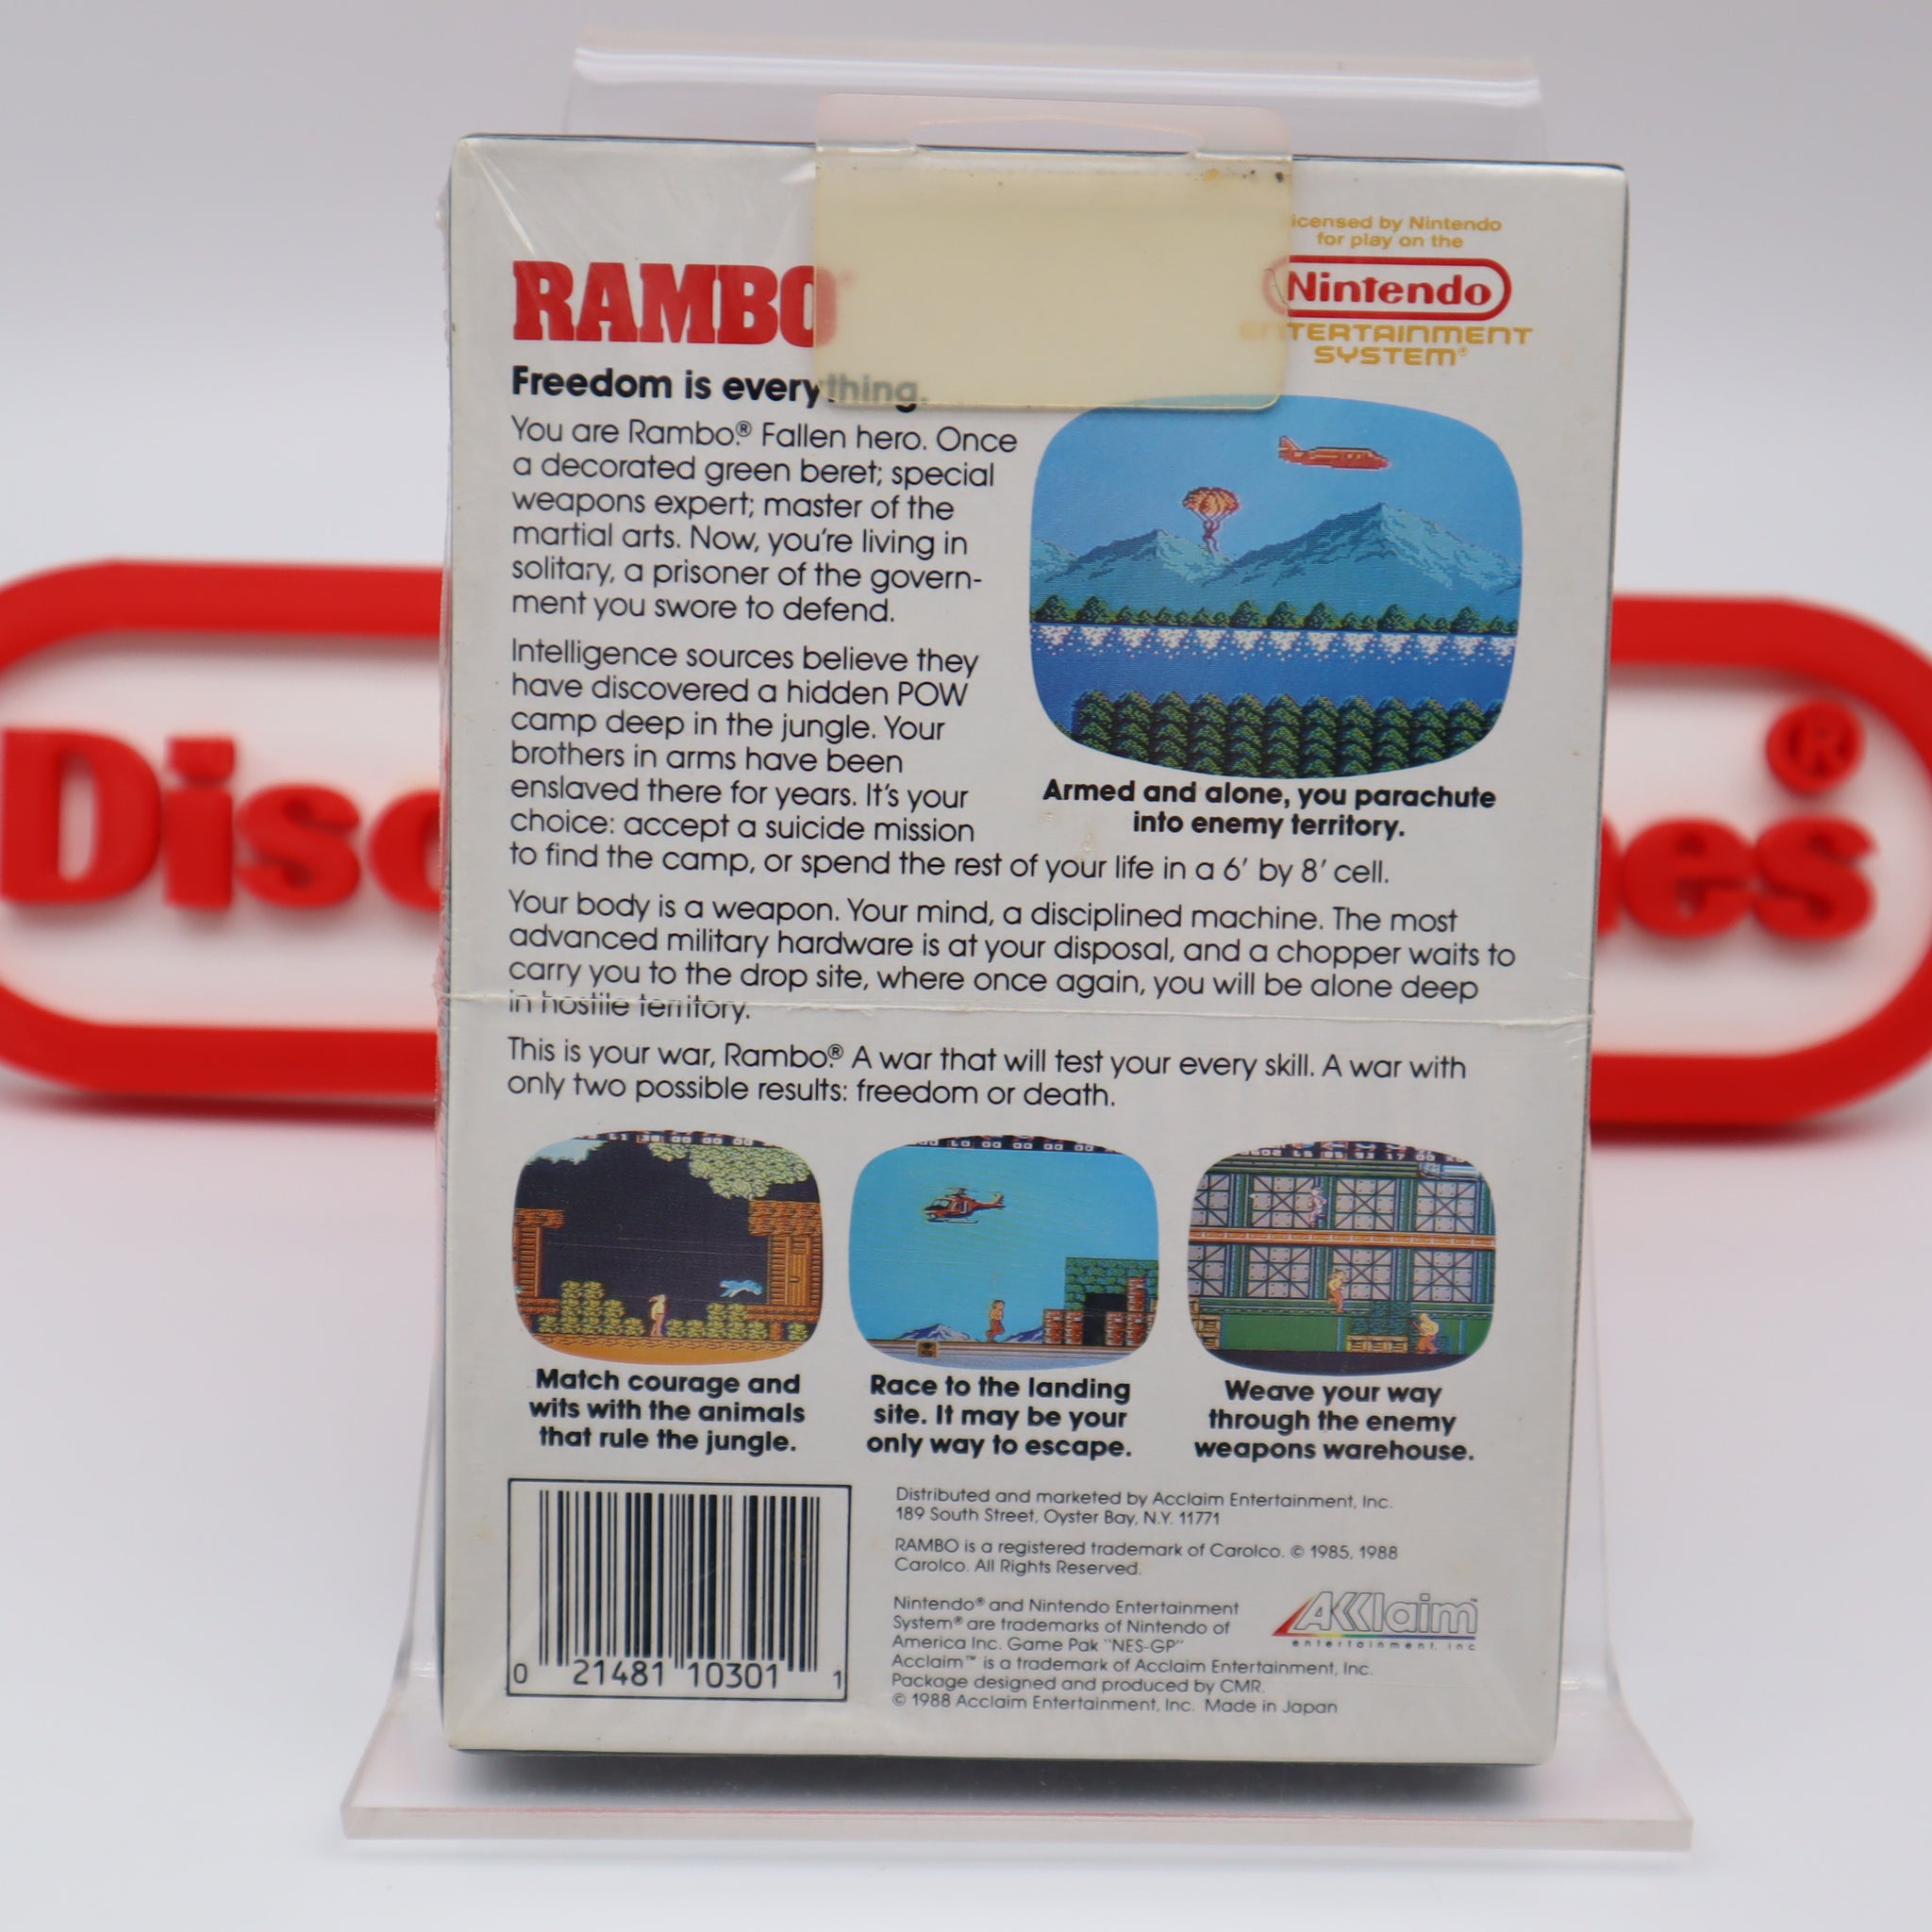 icensed by Nintendo
for play on the
Nintendo
ENTERTAINMENT
SYSTEM®
RAMBO
Freedom is everything.
You are Rambo.® Fallen hero. Once
a decorated green beret; special
weapons expert; master of the
martial arts. Now, you're living in
solitary, a prisoner of the govern-
ment you swore to defend.
Intelligence sources believe they
have discovered a hidden POW
camp deep in the jungle. Your
brothers in arms have been
enslaved there for years. It's your
choice: accept a suicide mission
to find the camp, or spend the rest of your life in a 6' by 8' cell.
Armed and alone, you parachute
into enemy territory.
Your body is a weapon. Your mind, a disciplined machine. The most
advanced military hardware is at your disposal, and a chopper waits to
carry you to the drop site, where once again, you will be alone deep
in hostile territory.
This is your war, Rambo.® A war that will test your every skill. A war with
only two possible results: freedom or death.
Match courage and
wits with the animals
that rule the jungle.
Race to the landing
site. It may be your
only way to escape.
Weave your way
through the enemy
weapons warehouse.
0 21481 10301 1
Distributed and marketed by Acclaim Entertainment, Inc.
189 South Street, Oyster Bay, N.Y. 11771
RAMBO is a registered trademark of Carolco. © 1985, 1988
Carolco. All Rights Reserved.
Nintendo® and Nintendo Entertainment
System® are trademarks of Nintendo of
America Inc. Game Pak "NES-GP"
Acclaim™ is a trademark of Acclaim Entertainment, Inc.
Package designed and produced by CMR.
© 1988 Acclaim Entertainment, Inc. Made in Japan
AKKlaim™
entertainment, inc
Disc
es®